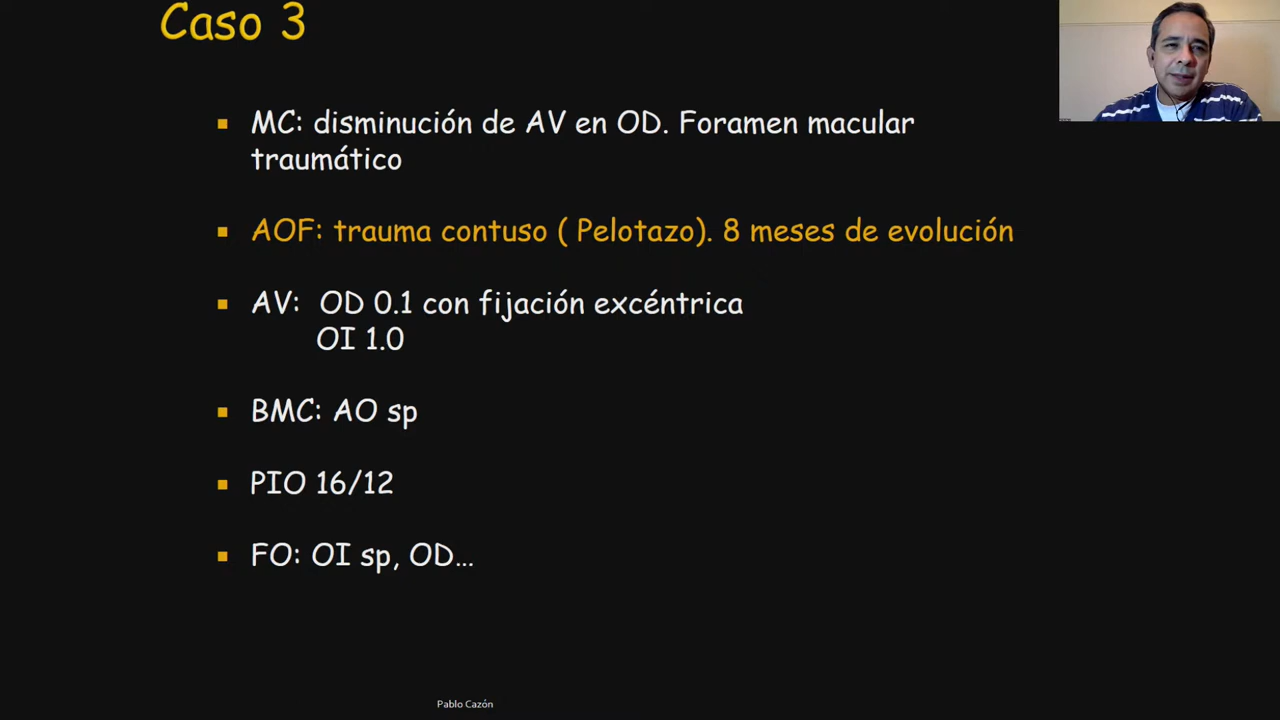 Caso 3
▪ MC: disminución de AV en OD. Foramen macular
traumático
▪ AOF: trauma contuso ( Pelotazo). 8 meses de evolución
▪ AV: OD 0.1 con fijación excéntrica
OI 1.0
▪ BMC: AO sp
▪ PIO 16/12
▪ FO: OI sp, OD...
Pablo Cazón